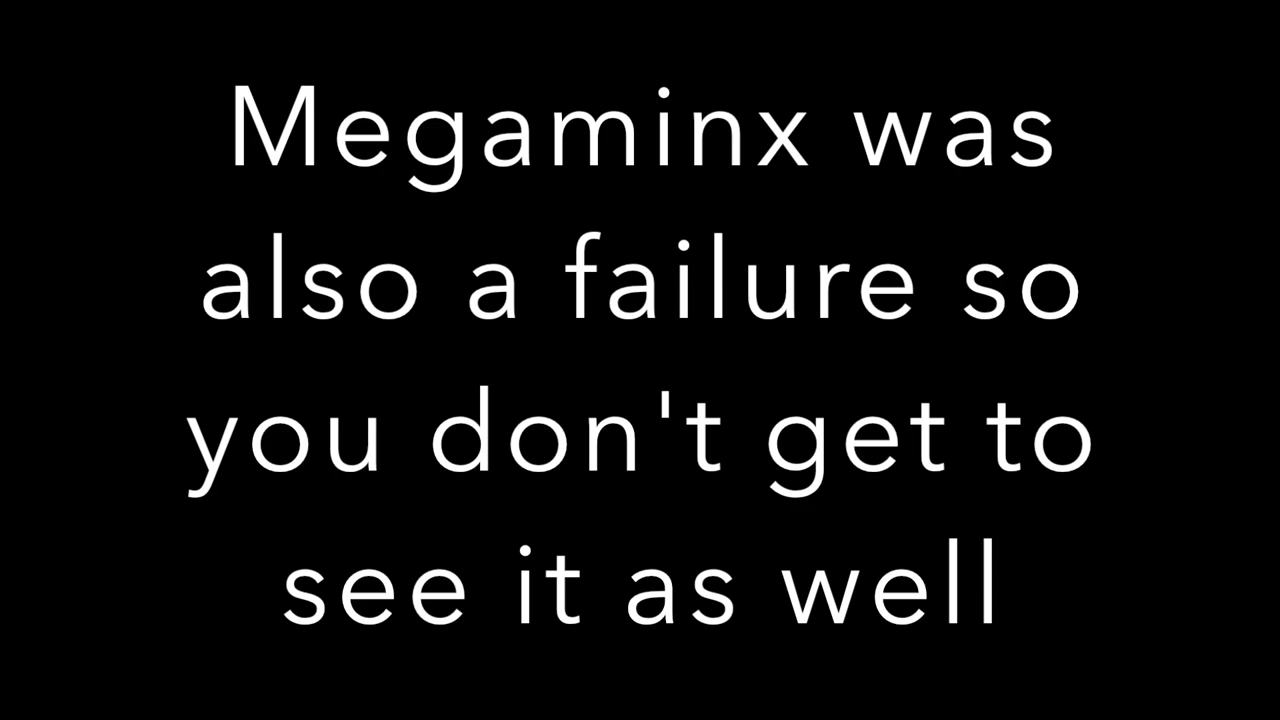 Megaminx was
also a failure so
you don't get to
see it as well